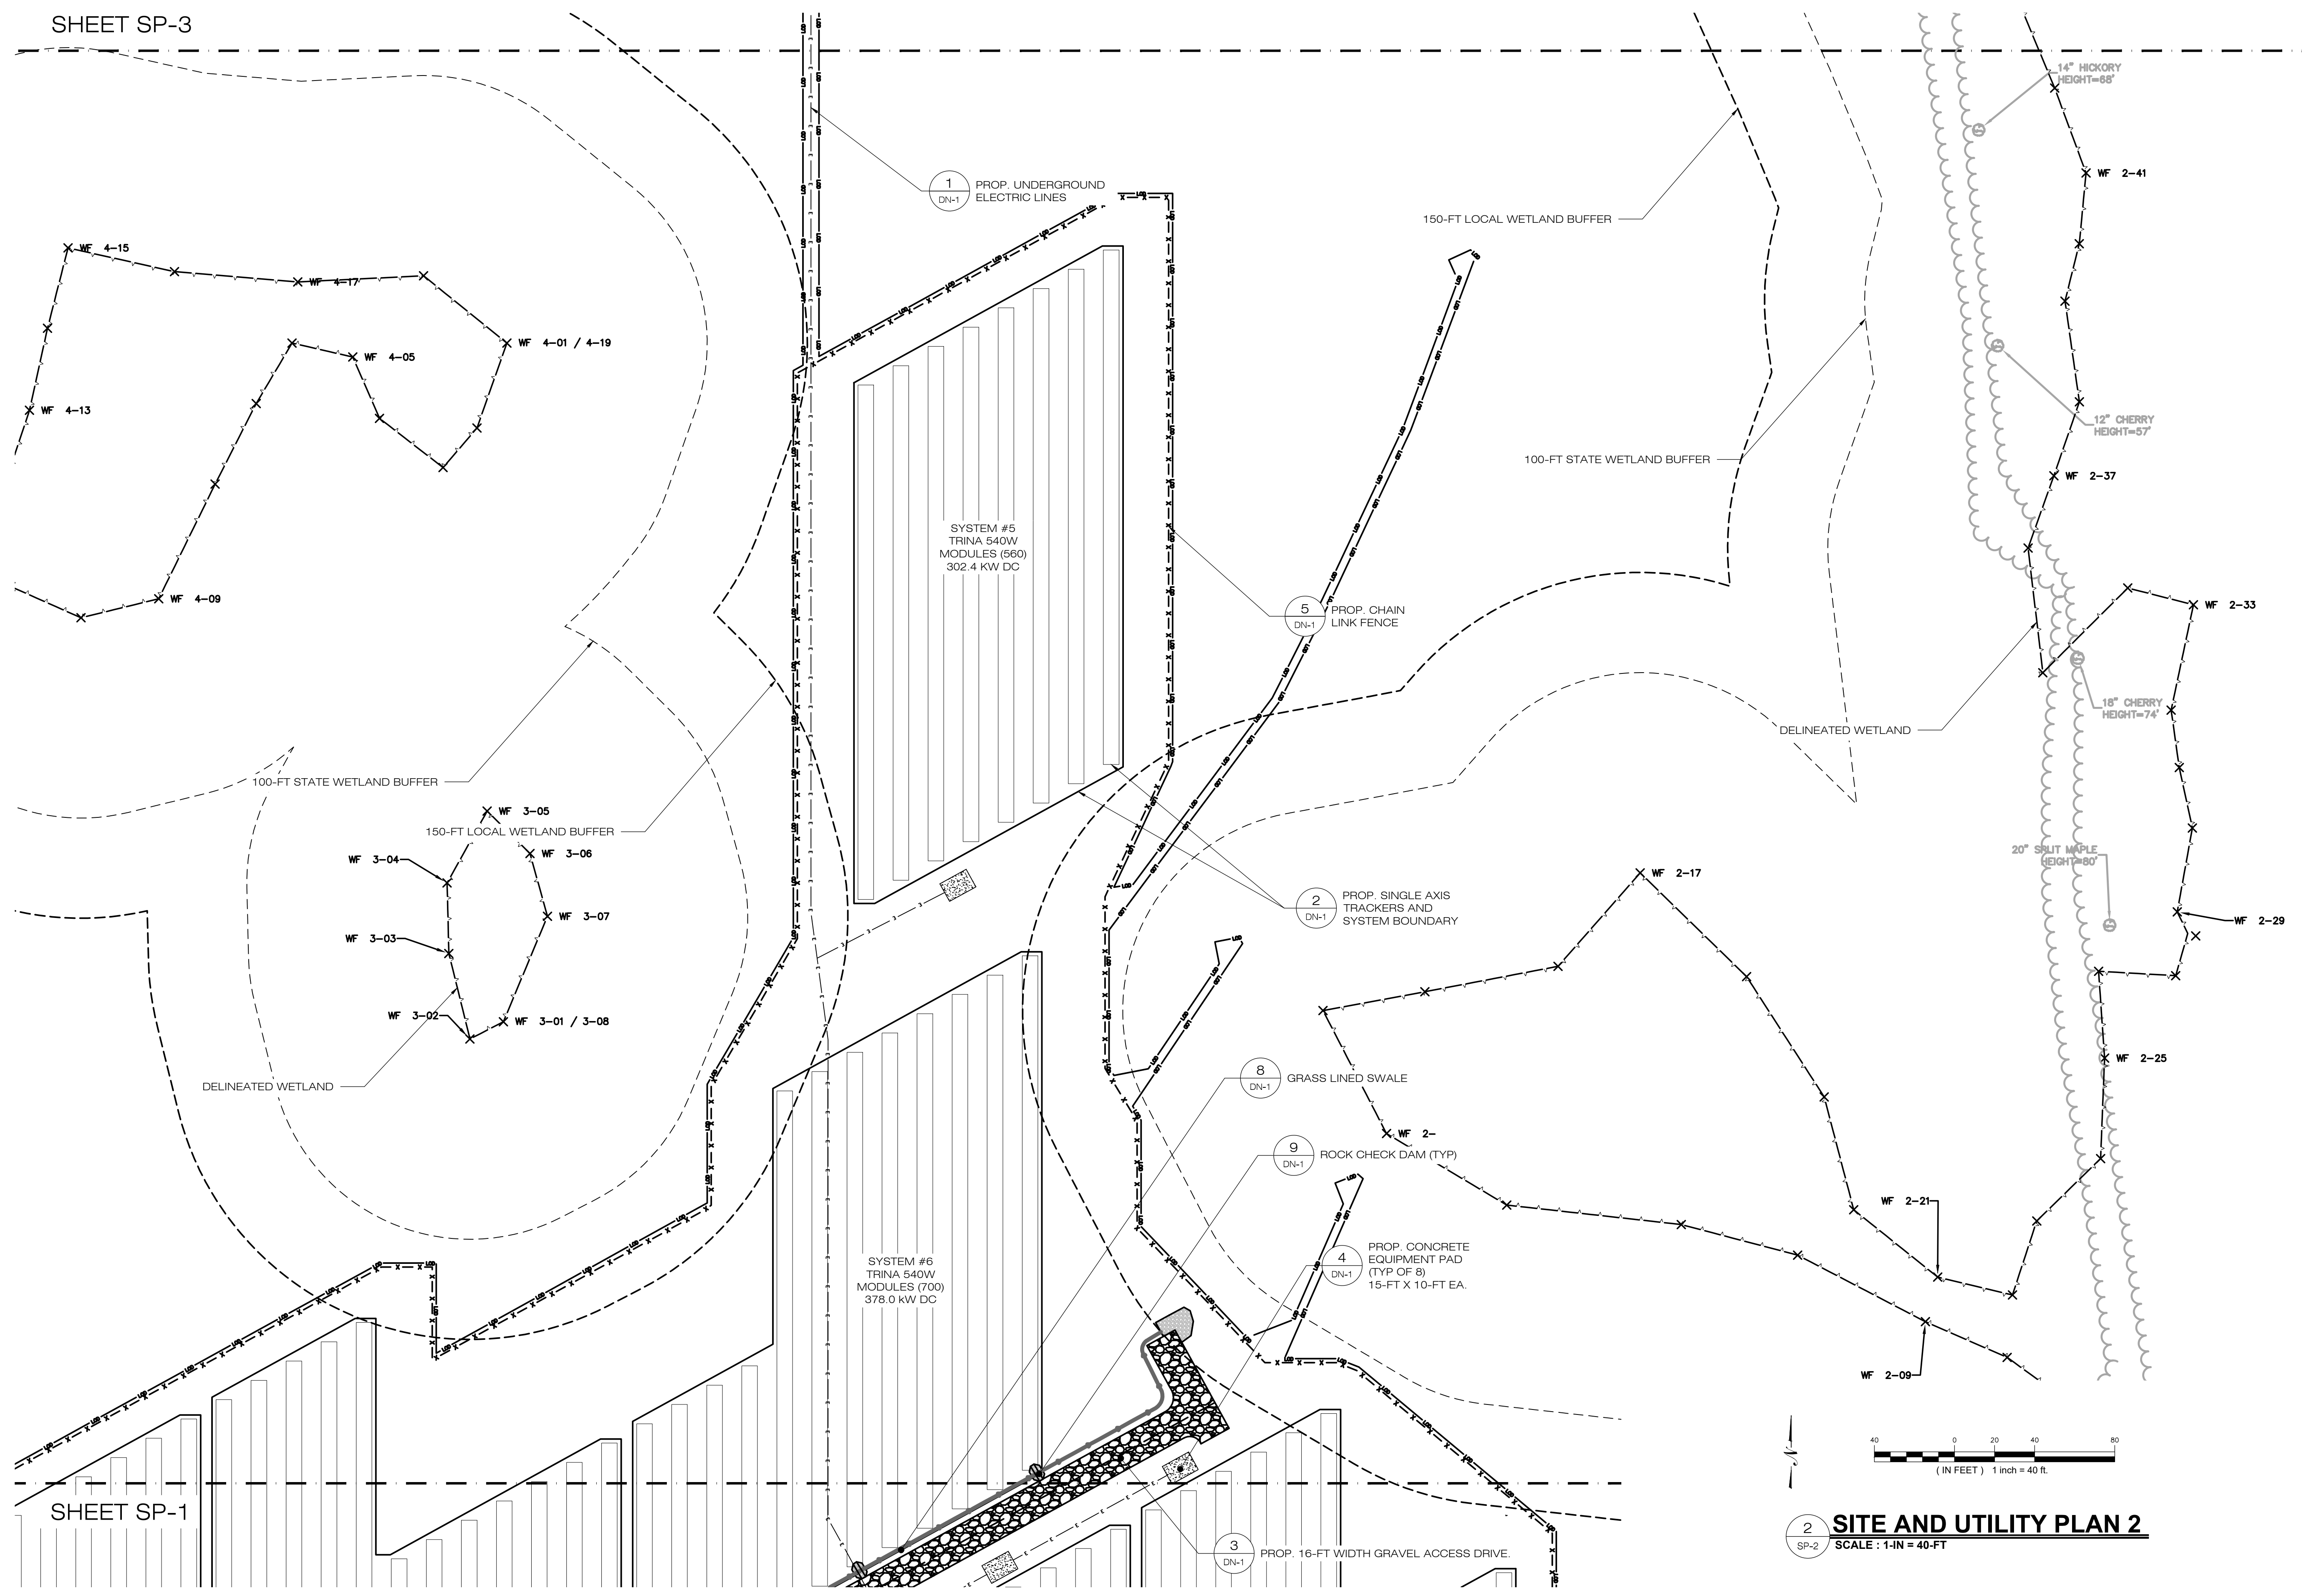 SHEET SP-3
14" HICKORY
HEIGHT=68'
1
DN-1
PROP. UNDERGROUND
ELECTRIC LINES
WF 2-41
150-FT LOCAL WETLAND BUFFER
WF 4-15
WF 4-17
WF 4-01 / 4-19
WF 4-05
WF 4-13
12" CHERRY
HEIGHT=57'
100-FT STATE WETLAND BUFFER
WF 2-37
SYSTEM #5
TRINA 540W
MODULES (560)
302.4 KW DC
WF 4-09
5
DN-1
PROP. CHAIN
LINK FENCE
WF 2-33
18" CHERRY
HEIGHT=74'
DELINEATED WETLAND
100-FT STATE WETLAND BUFFER
WF 3-05
150-FT LOCAL WETLAND BUFFER
WF 3-04
WF 3-06
20" SPLIT MAPLE
HEIGHT=80'
WF 2-17
2
DN-1
PROP. SINGLE AXIS
TRACKERS AND
SYSTEM BOUNDARY
WF 3-07
WF 2-29
WF 3-03
WF 3-02
WF 3-01 / 3-08
WF 2-25
8
DN-1
GRASS LINED SWALE
DELINEATED WETLAND
WF 2-
9
DN-1
ROCK CHECK DAM (TYP)
WF 2-21
4
DN-1
PROP. CONCRETE
EQUIPMENT PAD
(TYP OF 8)
15-FT X 10-FT EA.
SYSTEM #6
TRINA 540W
MODULES (700)
378.0 kW DC
WF 2-09
40 0 20 40 80
( IN FEET ) 1 inch = 40 ft.
SHEET SP-1
2
SP-2
SITE AND UTILITY PLAN 2
SCALE : 1-IN = 40-FT
3
DN-1
PROP. 16-FT WIDTH GRAVEL ACCESS DRIVE.